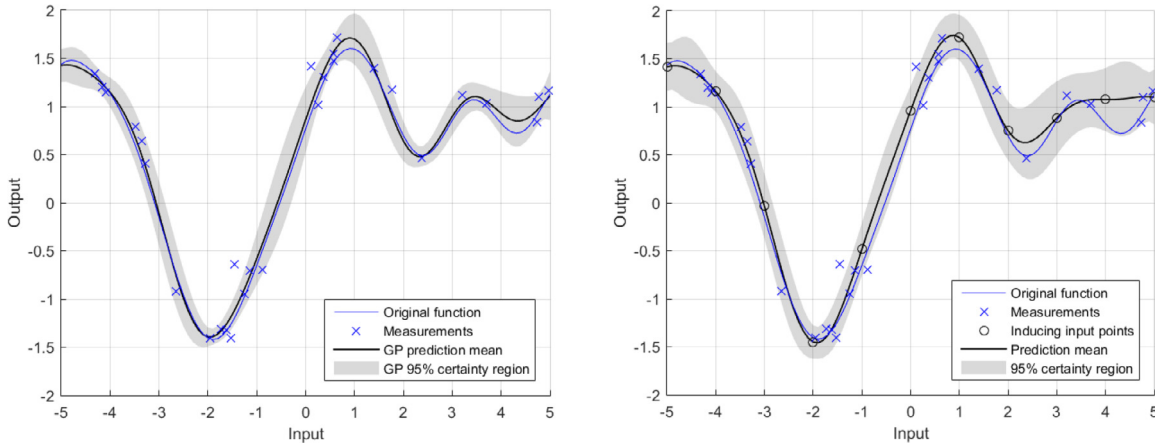 2
1.5
1
0.5
0
-0.5
-1
-1.5
-2
Output
-5 -4 -3 -2 -1 0 1 2 3 4 5
Input
Original function
Measurements
GP prediction mean
GP 95% certainty region
2
1.5
1
0.5
0
-0.5
-1
-1.5
-2
Output
-5 -4 -3 -2 -1 0 1 2 3 4 5
Input
Original function
Measurements
Inducing input points
Prediction mean
95% certainty region